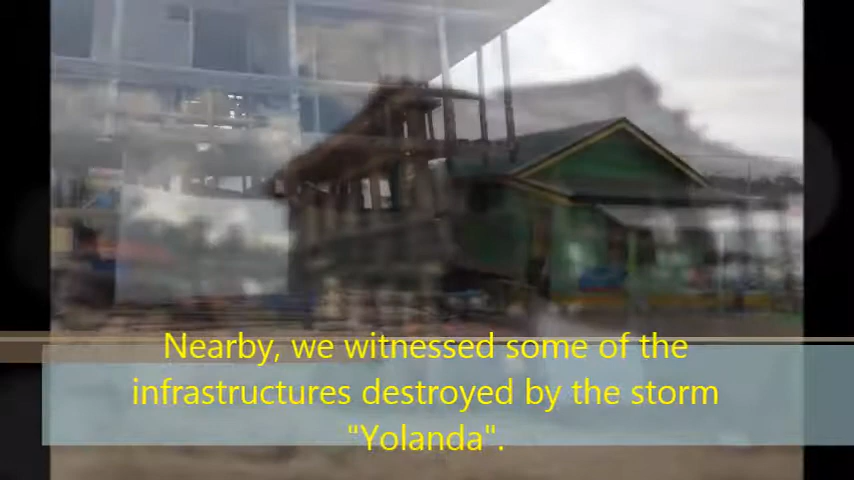 Nearby, we witnessed some of the
infrastructures destroyed by the storm
"Yolanda".